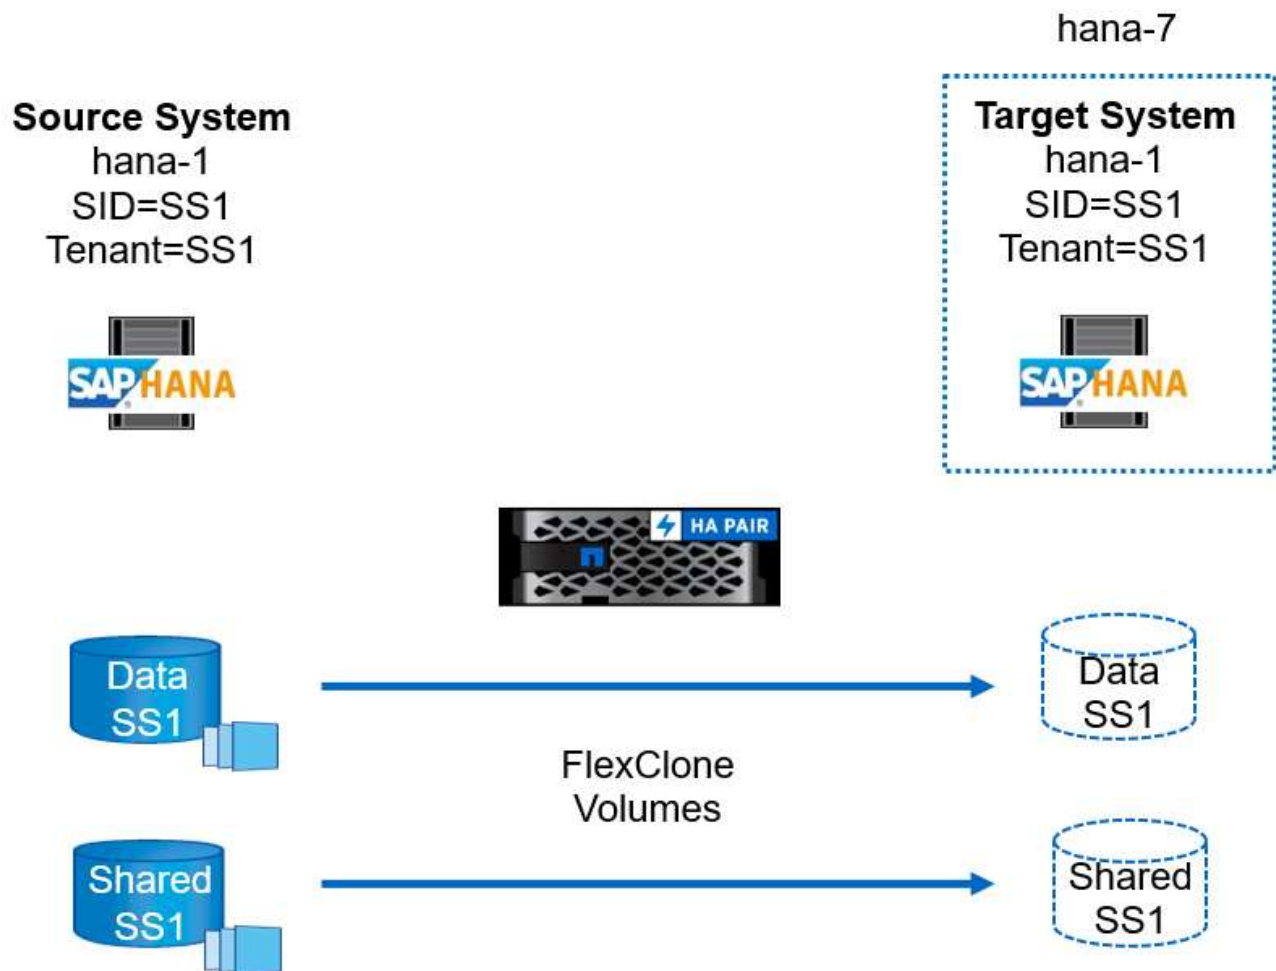 hana-7
Source System
hana-1
SID=SS1
Tenant=SS1
SAP HANA
Target System
hana-1
SID=SS1
Tenant=SS1
SAP HANA
HA PAIR
Data
SS1
Data
SS1
FlexClone
Volumes
Shared
SS1
Shared
SS1